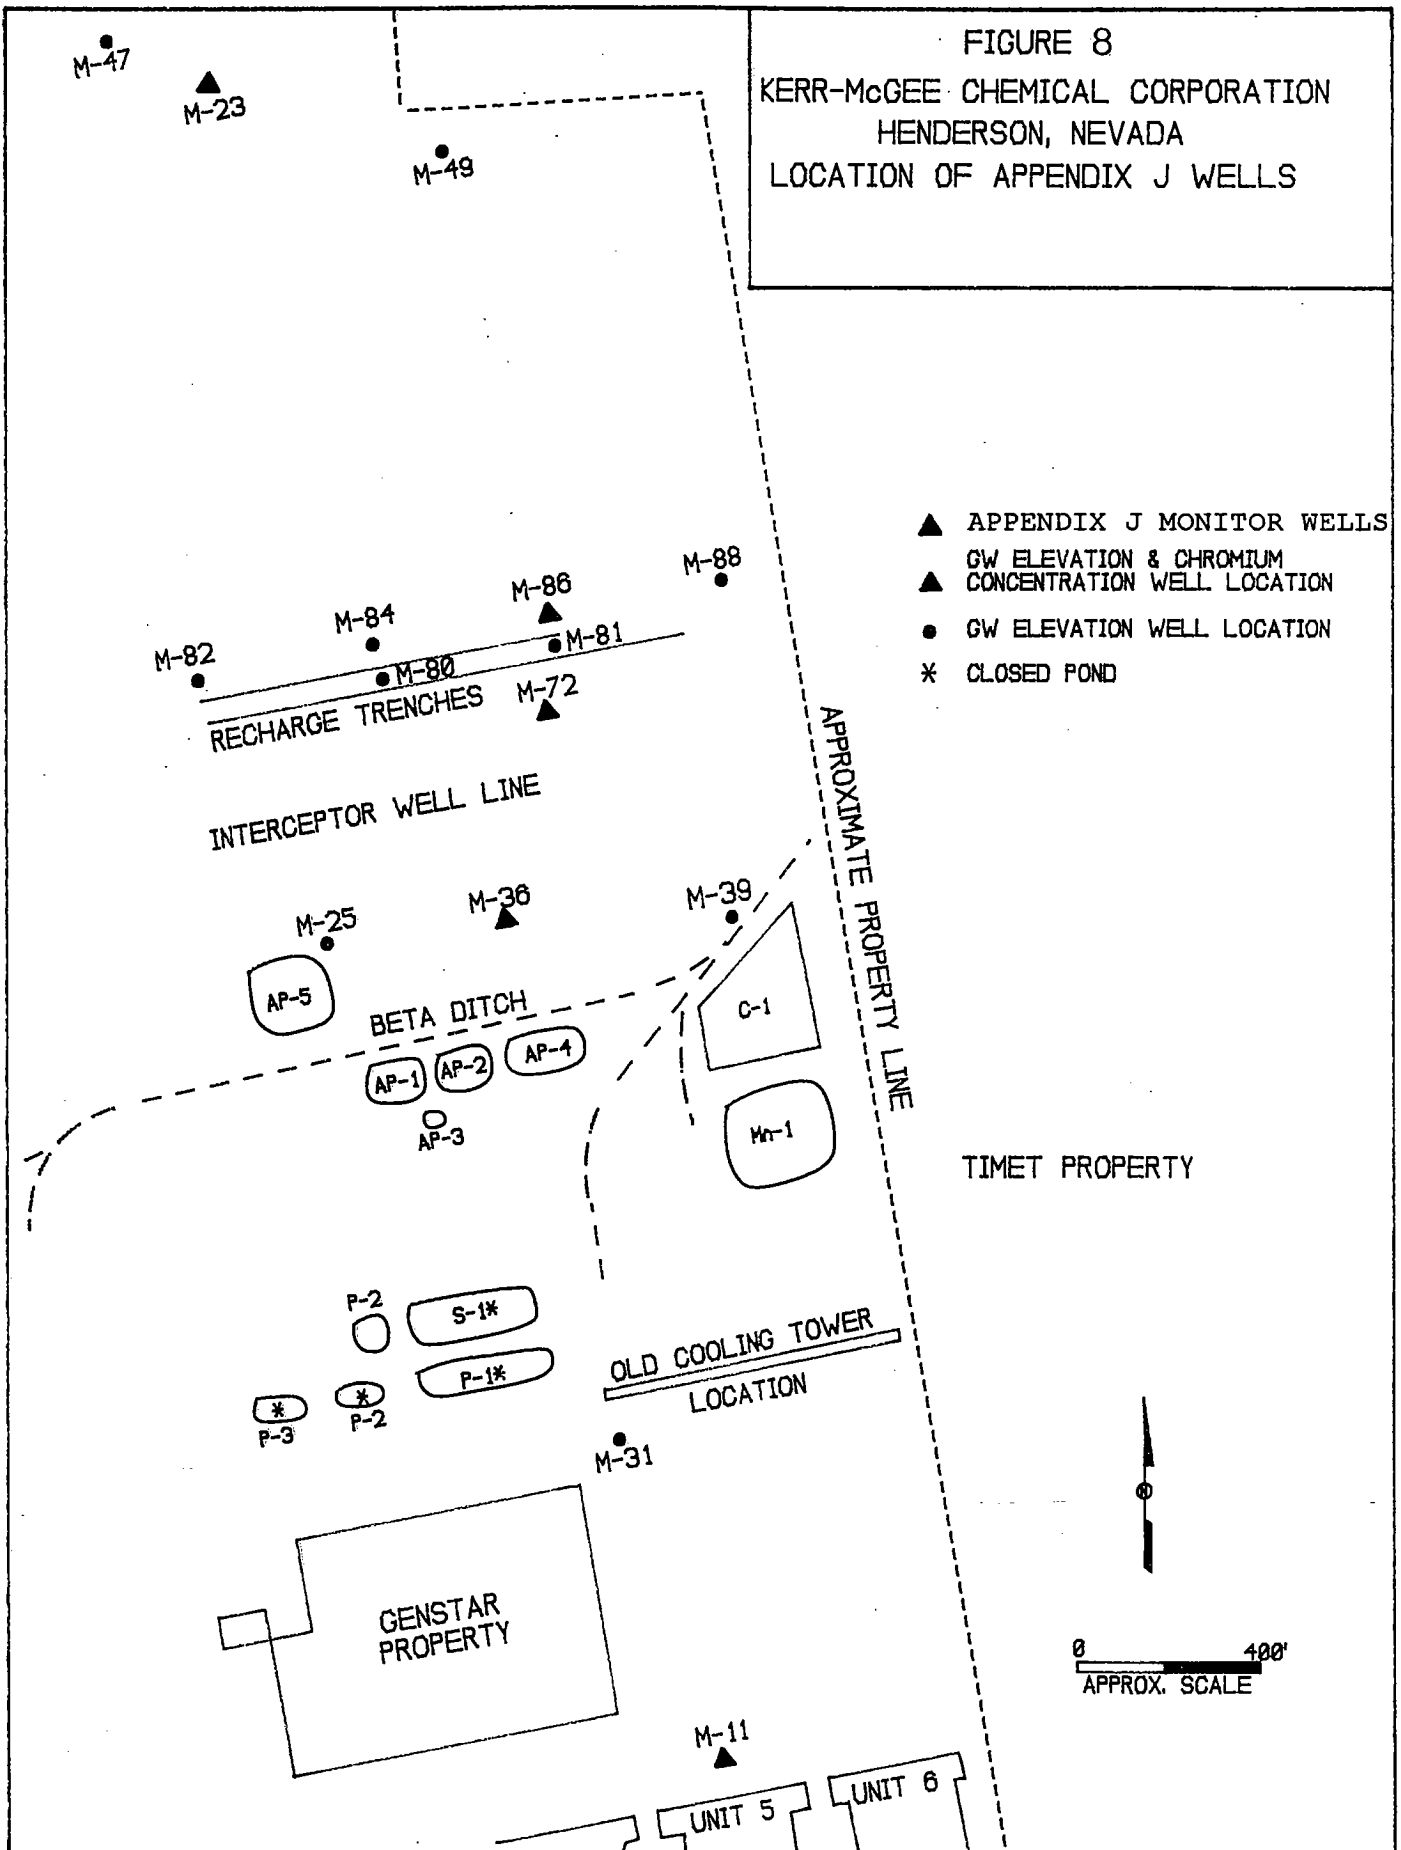 FIGURE 8
KERR-McGEE CHEMICAL CORPORATION
HENDERSON, NEVADA
LOCATION OF APPENDIX J WELLS
M-47
M-23
M-49
▲ APPENDIX J MONITOR WELLS
GW ELEVATION & CHROMIUM
▲ CONCENTRATION WELL LOCATION
● GW ELEVATION WELL LOCATION
* CLOSED POND
M-88
M-86
M-84
M-81
M-82
M-80
M-72
RECHARGE TRENCHES
INTERCEPTOR WELL LINE
APPROXIMATE PROPERTY LINE
M-36
M-39
M-25
AP-5
BETA DITCH
C-1
AP-1
AP-2
AP-4
AP-3
Mn-1
TIMET PROPERTY
P-2
S-1*
P-1*
*
P-3
*
P-2
OLD COOLING TOWER
LOCATION
M-31
N
GENSTAR
PROPERTY
0 400'
APPROX. SCALE
M-11
UNIT 5
UNIT 6